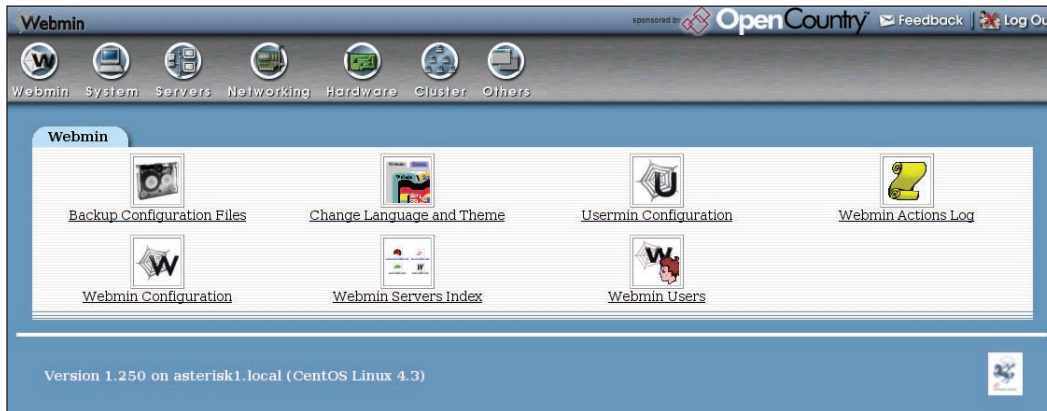 Webmin
sponsored by OpenCountry™ Feedback | Log Ou
Webmin System Servers Networking Hardware Cluster Others
Webmin
Backup Configuration Files Change Language and Theme Usermin Configuration Webmin Actions Log
Webmin Configuration Webmin Servers Index Webmin Users
Version 1.250 on asterisk1.local (CentOS Linux 4.3)